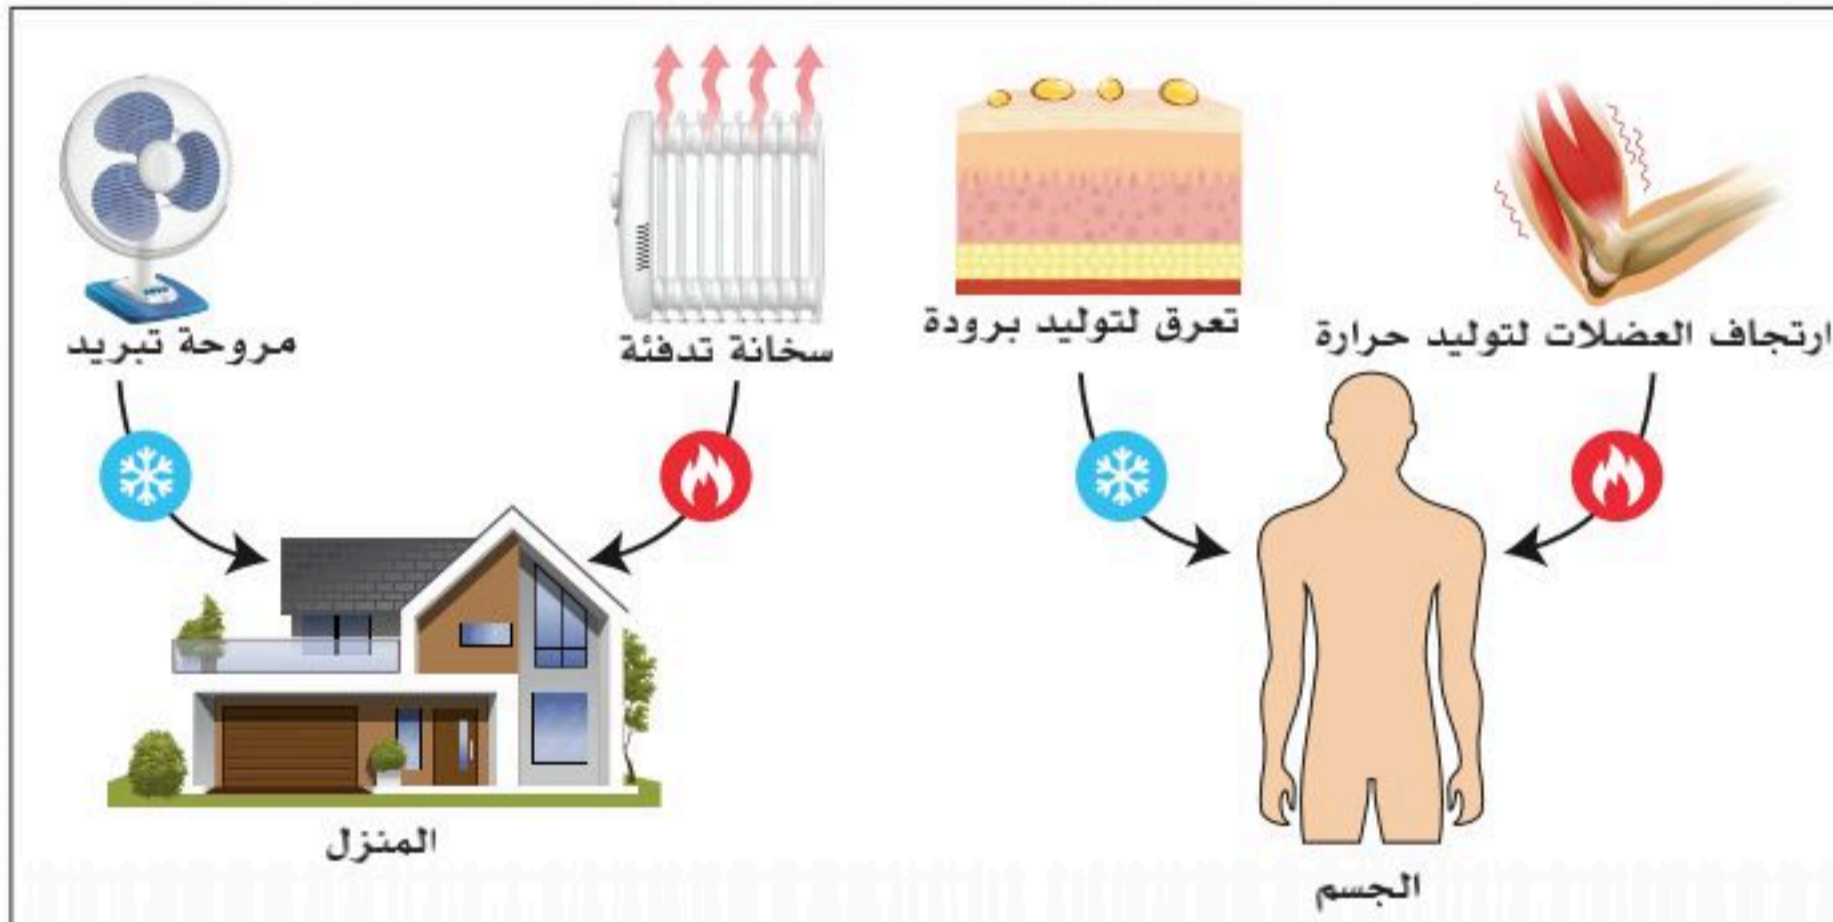 ارتجاف العضلات لتوليد حرارة
تعرق لتوليد برودة
سخانة تدفئة
مروحة تبريد
الجسم
المنزل